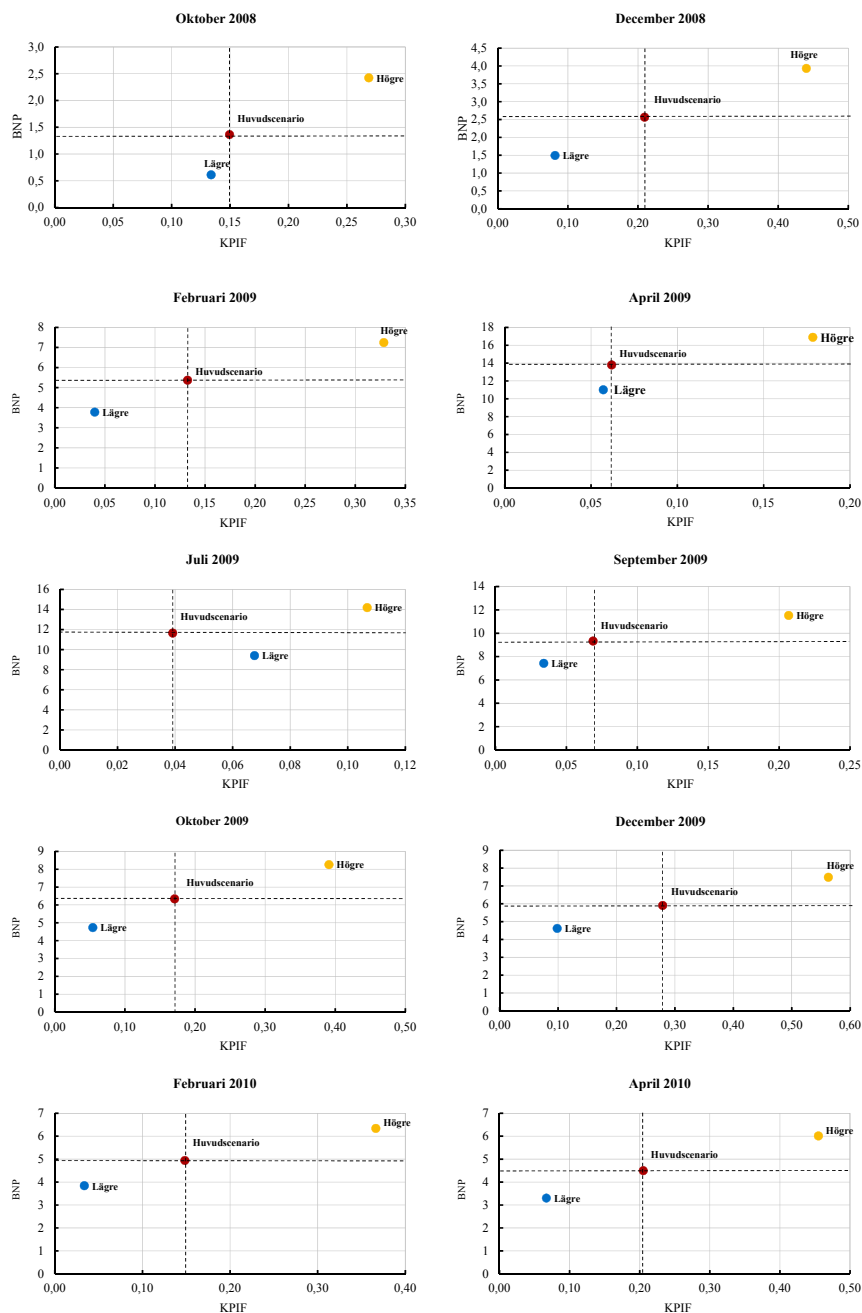 Oktober 2008
3,0
2,5
2,0
1,5
1,0
0,5
0,0
BNP
Högre
Huvudscenario
Lägre
0,00 0,05 0,10 0,15 0,20 0,25 0,30
KPIF
December 2008
4,5
4,0
3,5
3,0
2,5
2,0
1,5
1,0
0,5
0,0
BNP
Högre
Huvudscenario
Lägre
0,00 0,10 0,20 0,30 0,40 0,50
KPIF
Februari 2009
8
7
6
5
4
3
2
1
0
BNP
Högre
Huvudscenario
Lägre
0,00 0,05 0,10 0,15 0,20 0,25 0,30 0,35
KPIF
April 2009
18
16
14
12
10
8
6
4
2
0
BNP
Högre
Huvudscenario
Lägre
0,00 0,05 0,10 0,15 0,20
KPIF
Juli 2009
16
14
12
10
8
6
4
2
0
BNP
Högre
Huvudscenario
Lägre
0,00 0,02 0,04 0,06 0,08 0,10 0,12
KPIF
September 2009
14
12
10
8
6
4
2
0
BNP
Högre
Huvudscenario
Lägre
0,00 0,05 0,10 0,15 0,20 0,25
KPIF
Oktober 2009
9
8
7
6
5
4
3
2
1
0
BNP
Högre
Huvudscenario
Lägre
0,00 0,10 0,20 0,30 0,40 0,50
KPIF
December 2009
9
8
7
6
5
4
3
2
1
0
BNP
Högre
Huvudscenario
Lägre
0,00 0,10 0,20 0,30 0,40 0,50 0,60
KPIF
Februari 2010
7
6
5
4
3
2
1
0
BNP
Högre
Huvudscenario
Lägre
0,00 0,10 0,20 0,30 0,40
KPIF
April 2010
7
6
5
4
3
2
1
0
BNP
Högre
Huvudscenario
Lägre
0,00 0,10 0,20 0,30 0,40 0,50
KPIF